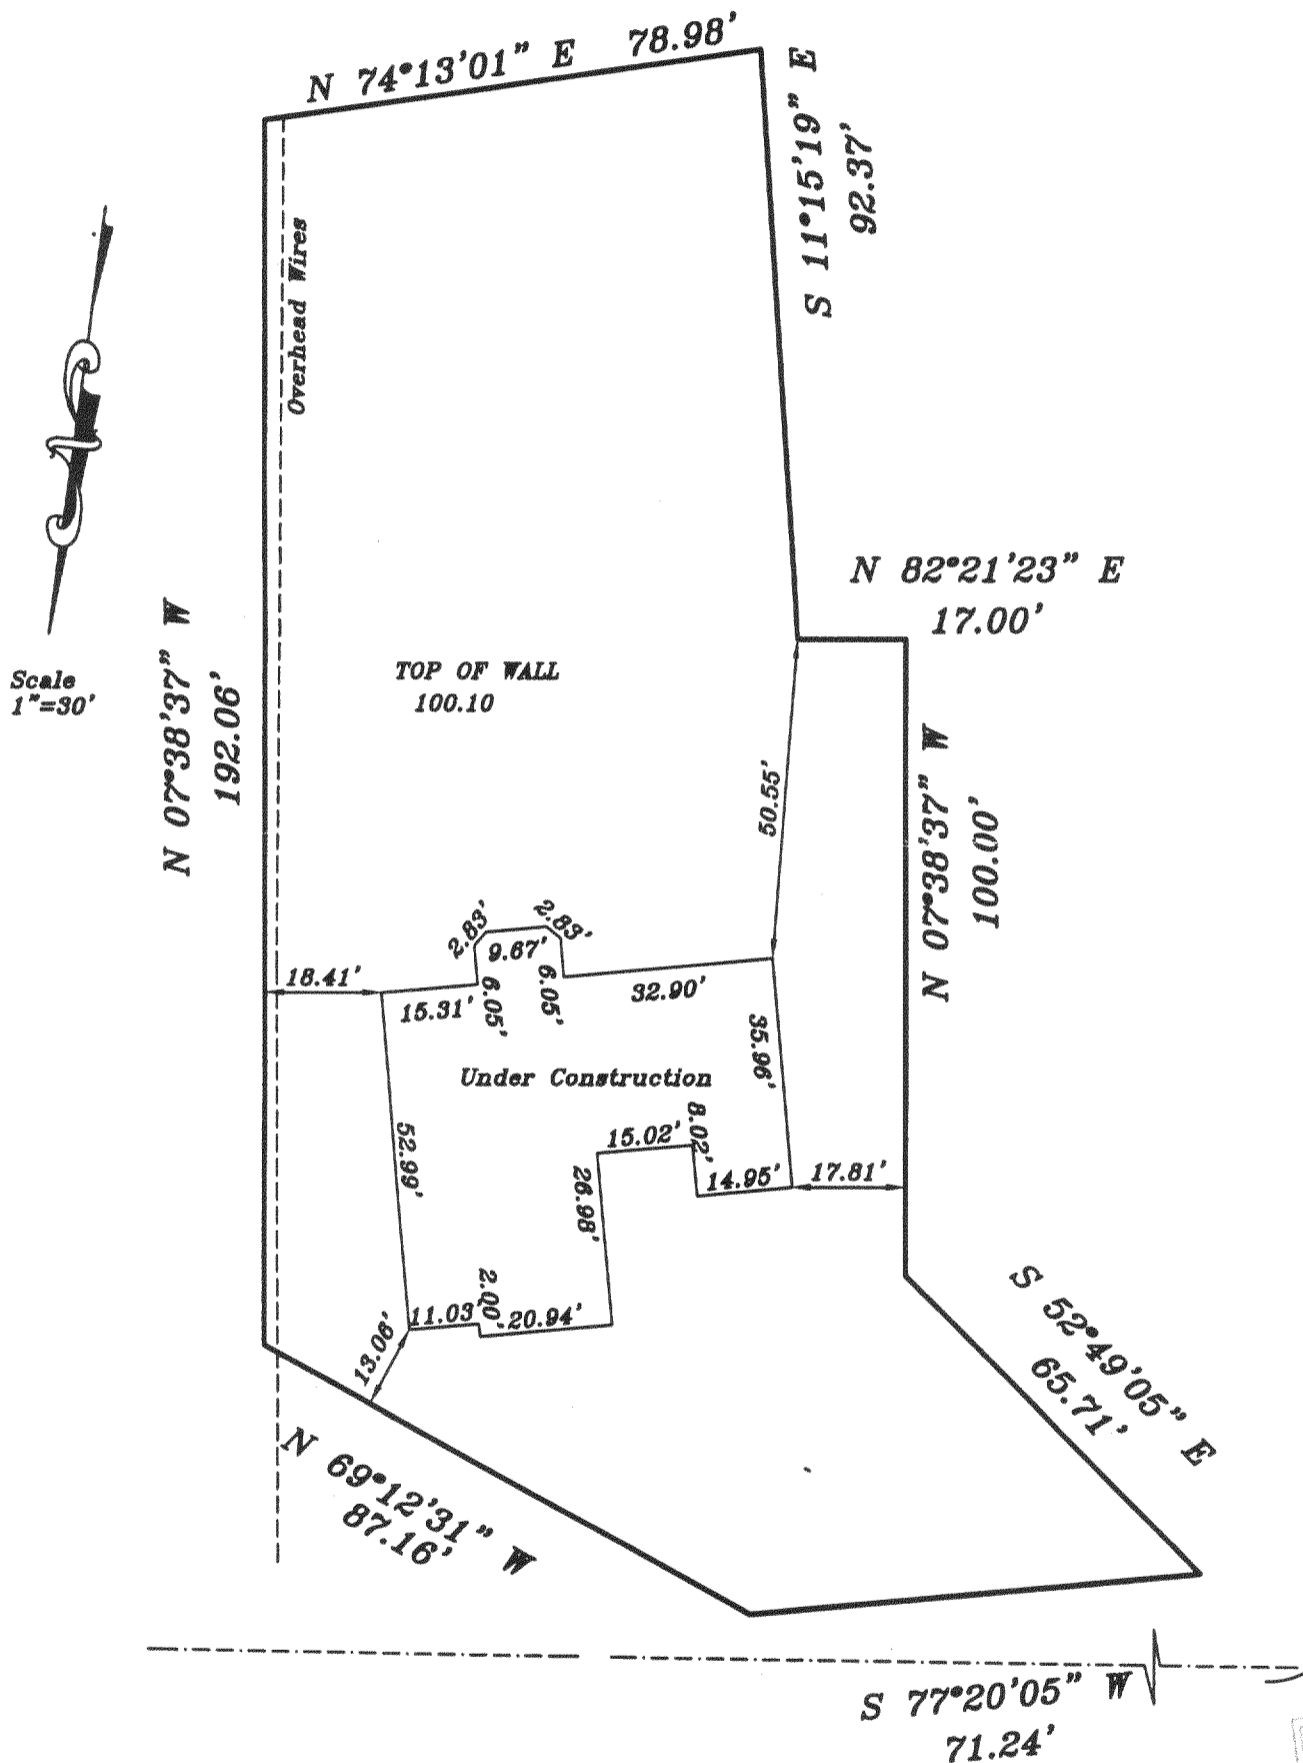 N 74°13'01" E 78.98'
S 11°15'19" E
92.37'
Overhead Wires
Scale
1"=30'
N 07°38'37" W
192.06'
N 82°21'23" E
17.00'
TOP OF WALL
100.10
50.55'
N 07°38'37" W
100.00'
2.83'
9.67'
2.83'
18.41'
15.31'
6.05'
6.05'
32.90'
35.96'
Under Construction
52.99'
15.02'
8.02'
14.95'
17.81'
26.98'
11.03'
2.00'
20.94'
13.06'
S 52°49'05" E
65.71'
N 69°12'31" W
87.16'
S 77°20'05" W
71.24'